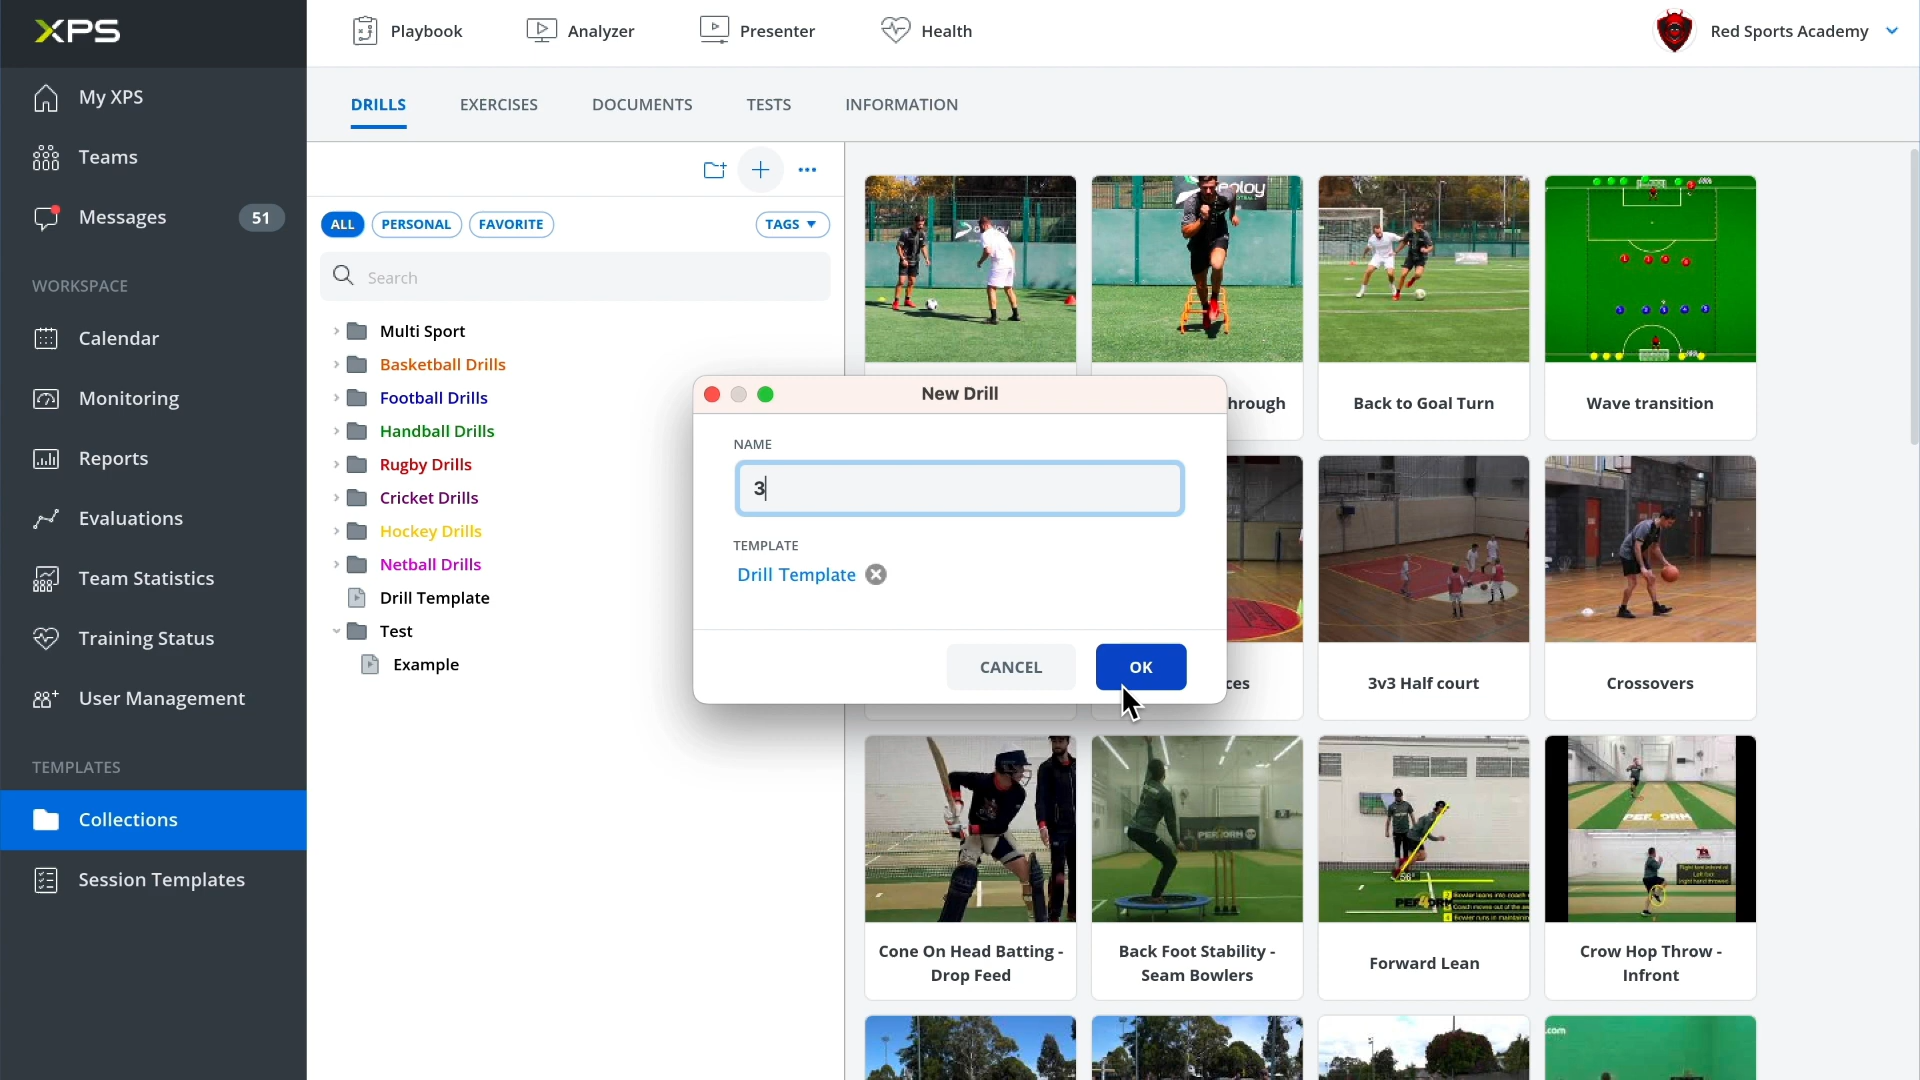 XPS
Playbook
Analyzer
Presenter
Health
Red Sports Academy
My XPS
Teams
Messages
51
WORKSPACE
Calendar
Monitoring
Reports
Evaluations
Team Statistics
Training Status
User Management
TEMPLATES
Collections
Session Templates
DRILLS
EXERCISES
DOCUMENTS
TESTS
INFORMATION
ALL
PERSONAL
FAVORITE
TAGS
Search
Multi Sport
Basketball Drills
Football Drills
Handball Drills
Rugby Drills
Cricket Drills
Hockey Drills
Netball Drills
Drill Template
Test
Example
New Drill
NAME
3
TEMPLATE
Drill Template
CANCEL
OK
hrough
Back to Goal Turn
Wave transition
ces
3v3 Half court
Crossovers
Cone On Head Batting -
Drop Feed
Back Foot Stability -
Seam Bowlers
Forward Lean
Crow Hop Throw -
Infront
56°
.com